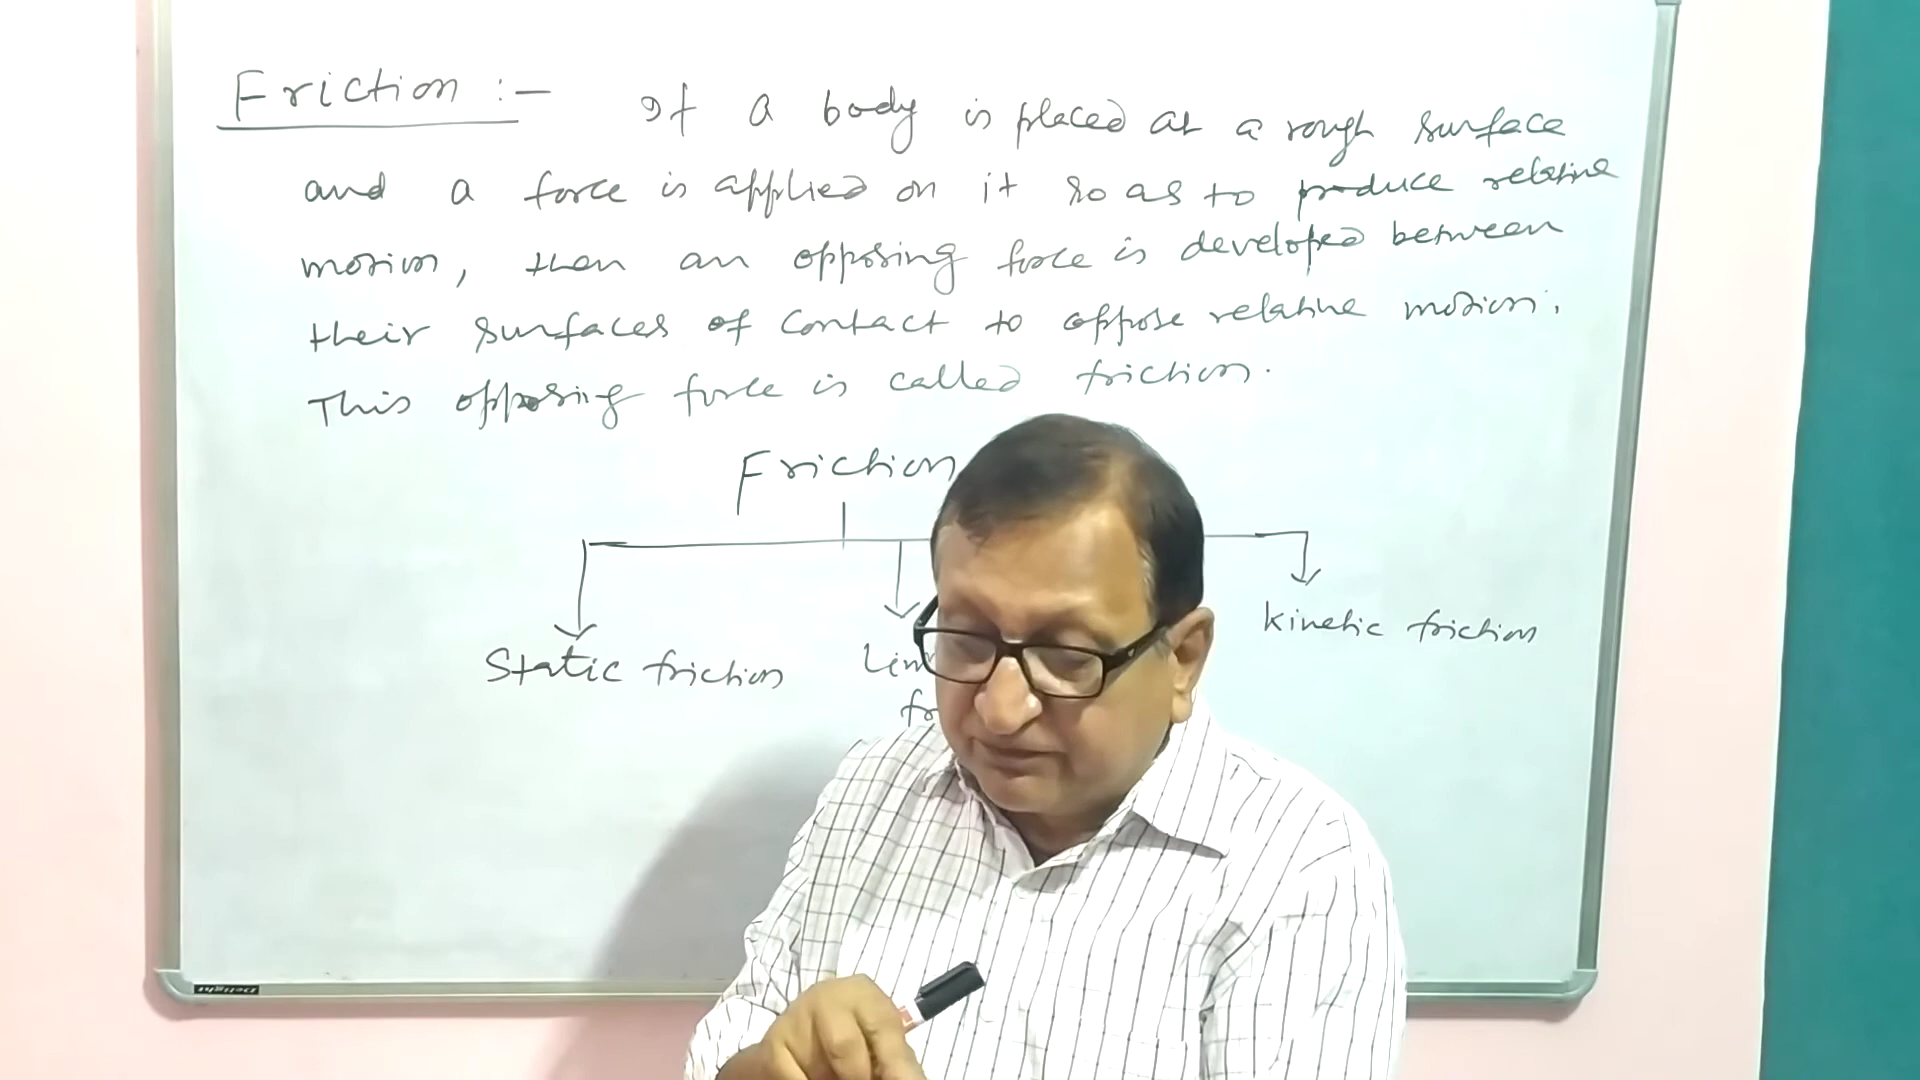 Friction :-  If a body is placed at a rough surface
and a force is applied on it so as to produce relative
motion, then an opposing force is developed between
their surfaces of contact to oppose relative motion.
This opposing force is called friction.
Friction
Static friction
kinetic friction
Delight